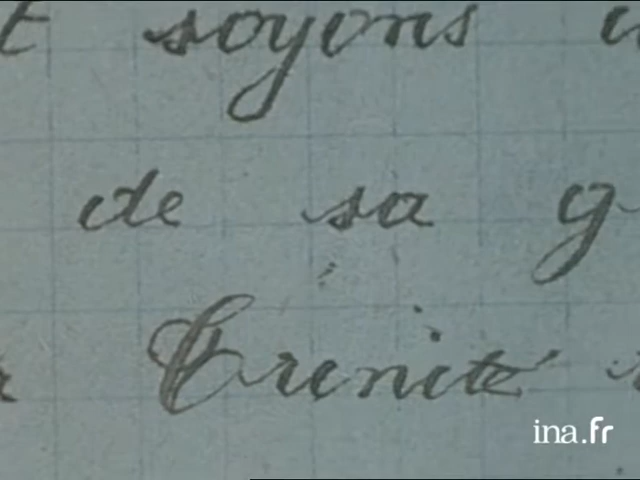 soyons
de sa
Trinité
ina.fr